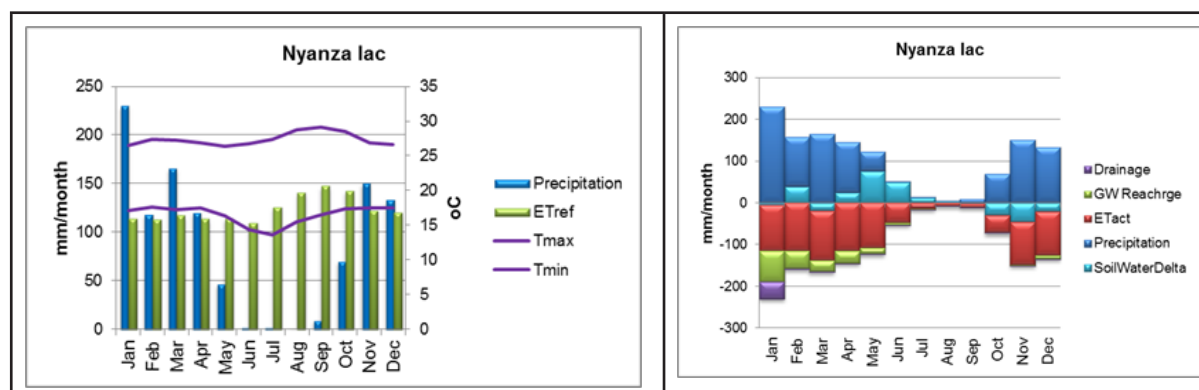 Nyanza lac
250
200
150
100
50
0
mm/month
35
30
25
20
15
10
5
0
oC
Jan
Feb
Mar
Apr
May
Jun
Jul
Aug
Sep
Oct
Nov
Dec
Precipitation
ETref
Tmax
Tmin
Nyanza lac
300
200
100
0
-100
-200
-300
mm/month
Jan
Feb
Mar
Apr
May
Jun
Jul
Aug
Sep
Oct
Nov
Dec
Drainage
GW Reachrge
ETact
Precipitation
SoilWaterDelta